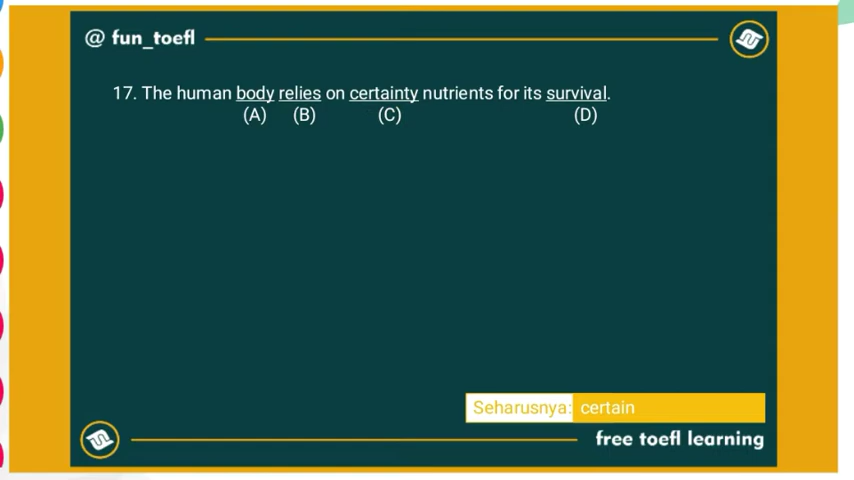 @ fun_toefl
17. The human body relies on certainty nutrients for its survival.
(A) (B) (C) (D)
Seharusnya: certain
free toefl learning